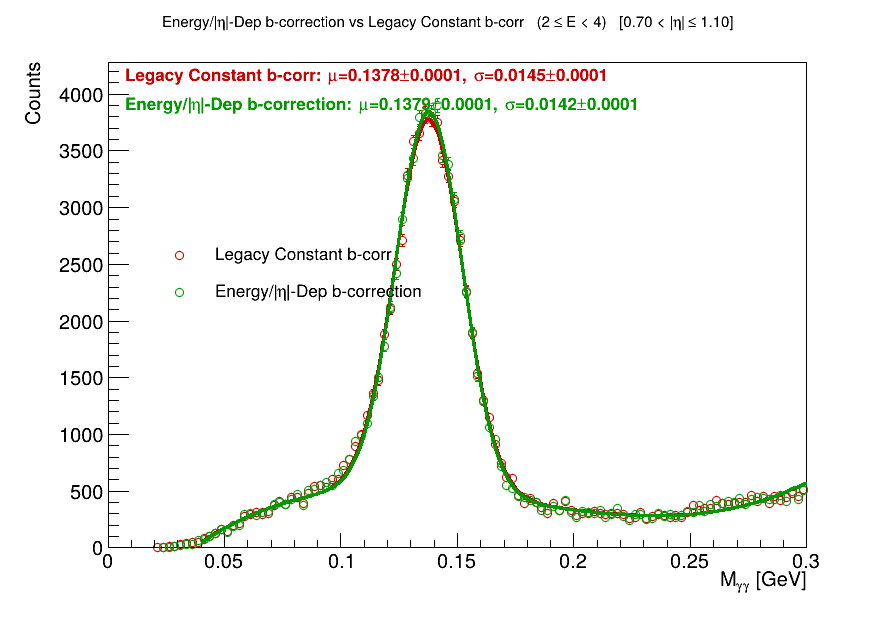 Energy/|η|-Dep b-correction vs Legacy Constant b-corr (2 ≤ E < 4) [0.70 < |η| ≤ 1.10]
Counts
Legacy Constant b-corr: μ=0.1378±0.0001, σ=0.0145±0.0001
Energy/|η|-Dep b-correction: μ=0.1379±0.0001, σ=0.0142±0.0001
4000
3500
3000
2500
2000
1500
1000
500
0
Legacy Constant b-corr
Energy/|η|-Dep b-correction
0 0.05 0.1 0.15 0.2 0.25 0.3
Mγγ [GeV]